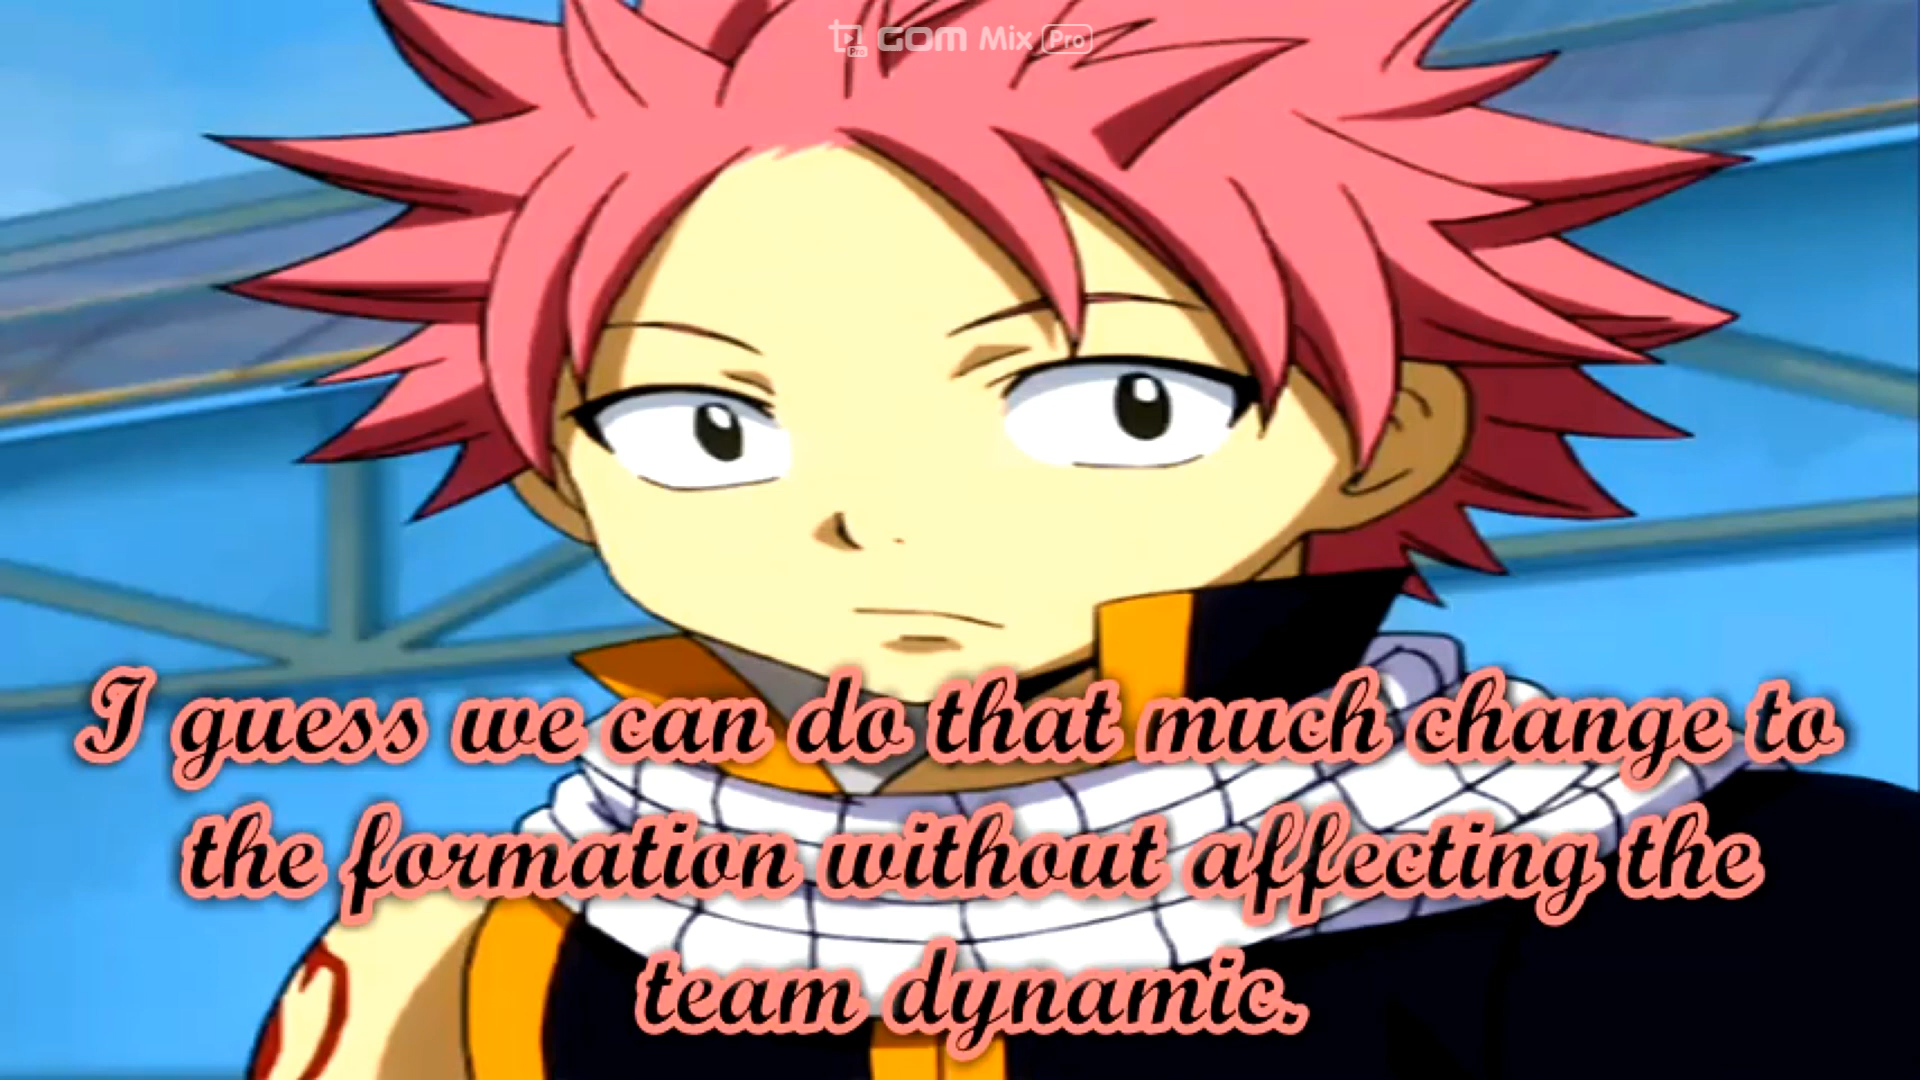 GOM Mix Pro
I guess we can do that much change to
the formation without affecting the
team dynamic.